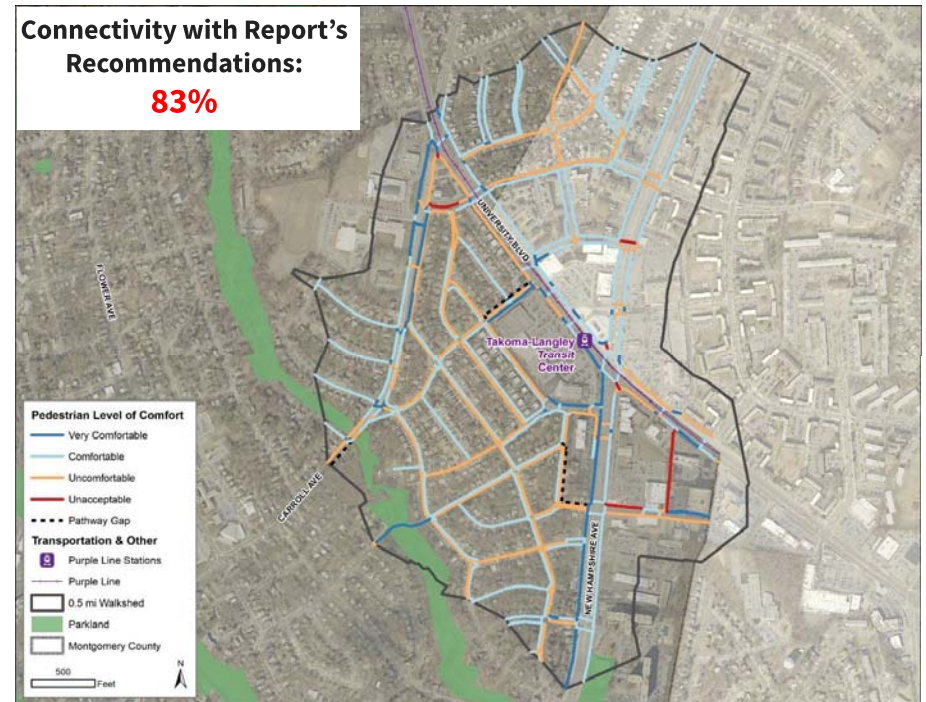 Connectivity with Report's
Recommendations:
83%
UNIVERSITY BLVD
FLOWER AVE
Takoma-Langley
Transit
Center
CARROLL AVE
NEW HAMPSHIRE AVE
Pedestrian Level of Comfort
Very Comfortable
Comfortable
Uncomfortable
Unacceptable
Pathway Gap
Transportation & Other
Purple Line Stations
Purple Line
0.5 mi Walkshed
Parkland
Montgomery County
500
Feet
N